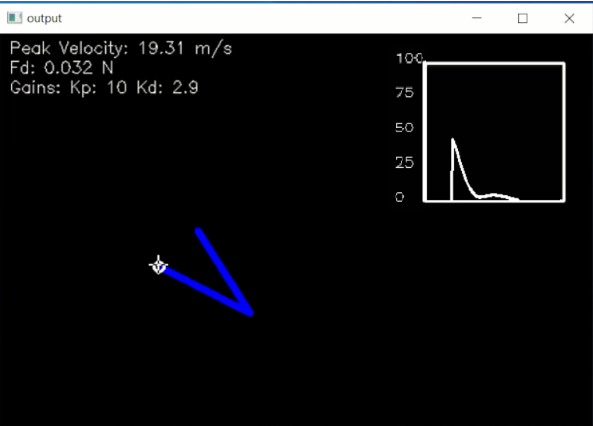 output
Peak Velocity: 19.31 m/s
Fd: 0.032 N
Gains: Kp: 10 Kd: 2.9
100
75
50
25
0